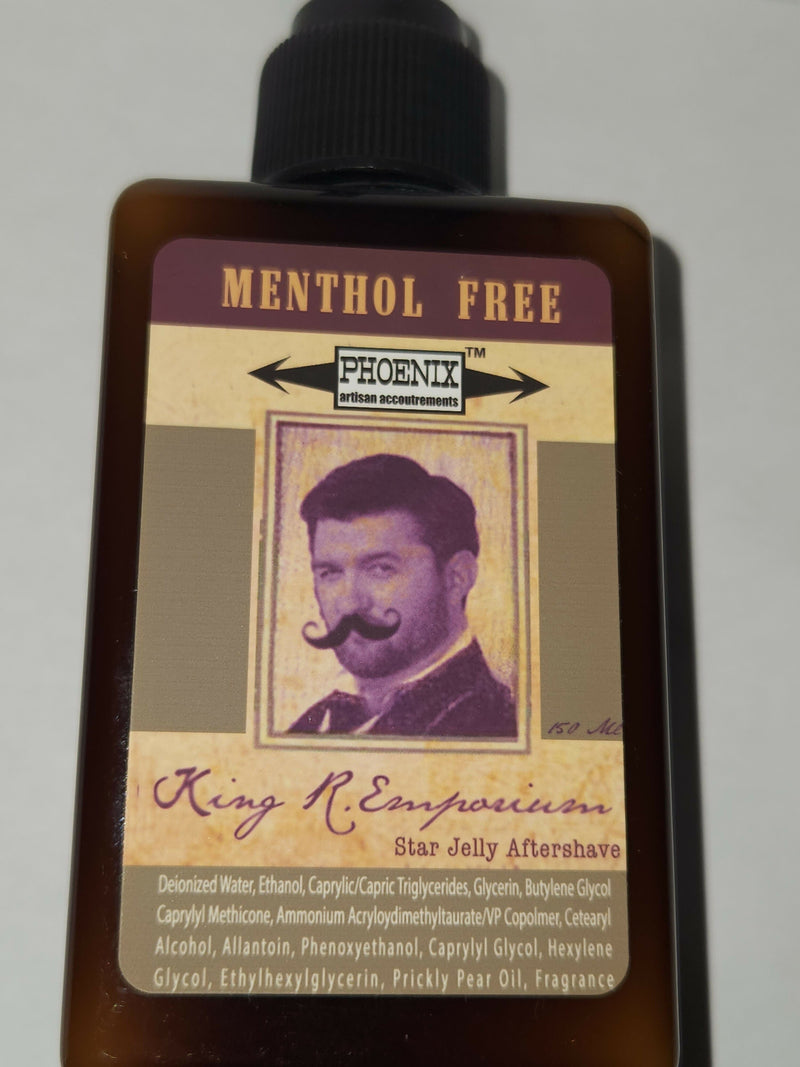 MENTHOL FREE
PHOENIX™
artisan accoutrements
150 Ml
King R. Emporium
Star Jelly Aftershave
Deionized Water, Ethanol, Caprylic/Capric Triglycerides, Glycerin, Butylene Glycol
Caprylyl Methicone, Ammonium Acryloydimethyltaurate/VP Copolmer, Cetearyl
Alcohol, Allantoin, Phenoxyethanol, Caprylyl Glycol, Hexylene
Glycol, Ethylhexylglycerin, Prickly Pear Oil, Fragrance